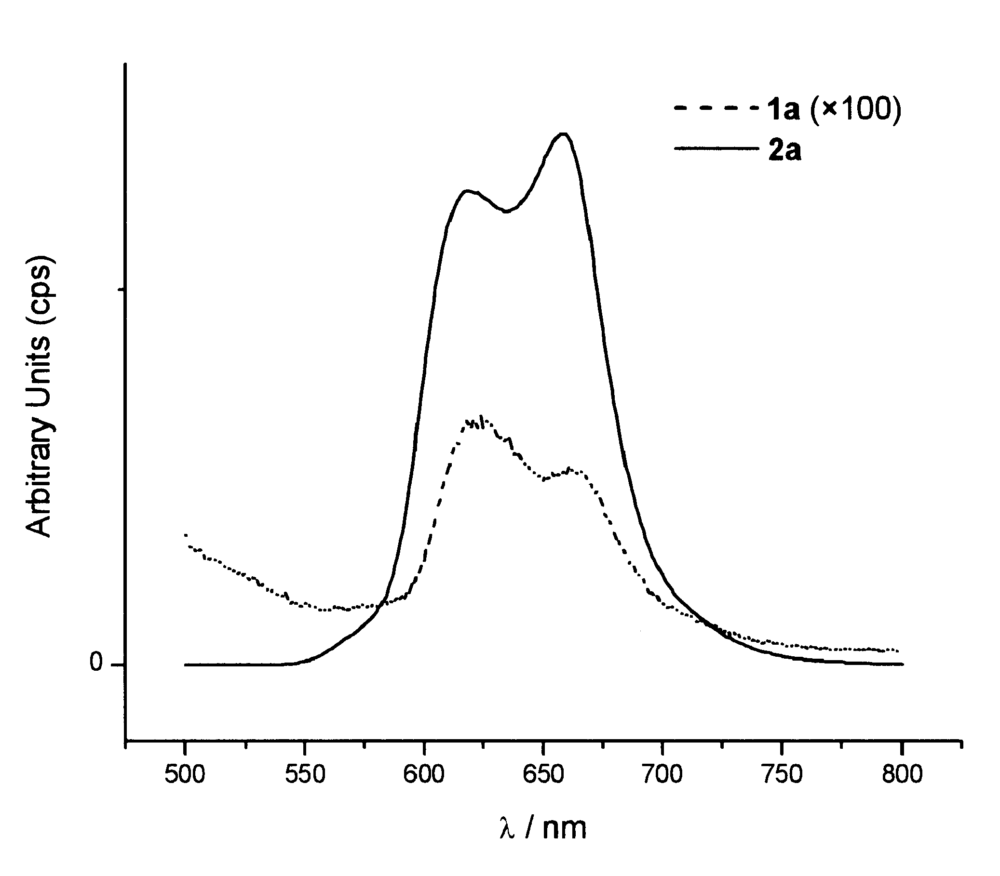 1a (×100)
2a
Arbitrary Units (cps)
0
500 550 600 650 700 750 800
λ / nm